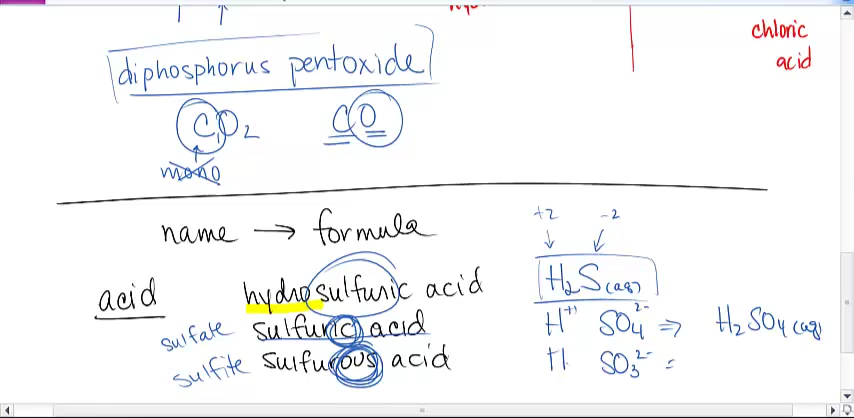 chloric
acid
diphosphorus pentoxide
CO2 CO
mono
name → formula
+2 -2
acid hydrosulfuric acid H2S(aq)
sulfate sulfuric acid H+1 SO4 2- ⇒ H2SO4(aq)
sulfite sulfurous acid H SO3 2- =